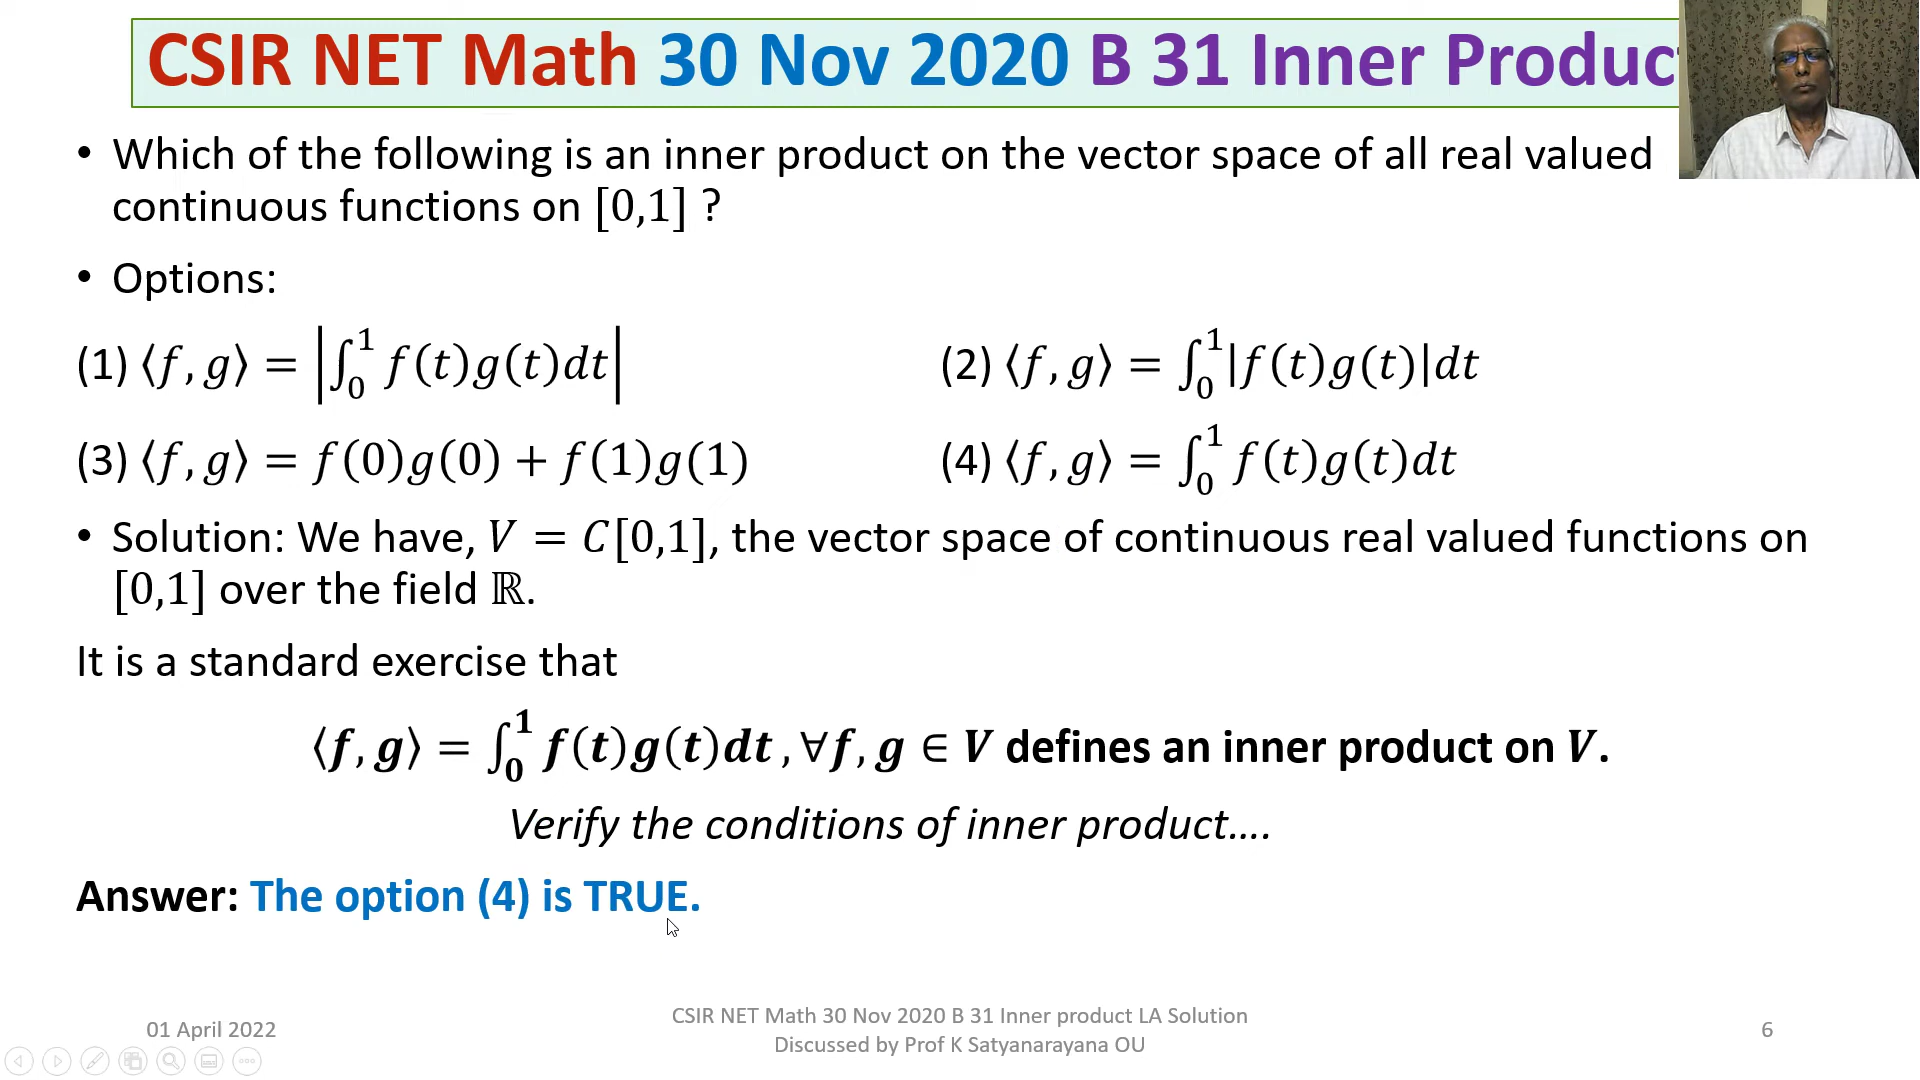 CSIR NET Math 30 Nov 2020 B 31 Inner Produc
• Which of the following is an inner product on the vector space of all real valued
continuous functions on [0,1] ?
• Options:
(1) ⟨f, g⟩ = |∫₀¹ f(t)g(t)dt|
(2) ⟨f, g⟩ = ∫₀¹|f(t)g(t)|dt
(3) ⟨f, g⟩ = f(0)g(0) + f(1)g(1)
(4) ⟨f, g⟩ = ∫₀¹ f(t)g(t)dt
• Solution: We have, V = C[0,1], the vector space of continuous real valued functions on
[0,1] over the field ℝ.
It is a standard exercise that
⟨f, g⟩ = ∫₀¹ f(t)g(t)dt, ∀f, g ∈ V defines an inner product on V.
Verify the conditions of inner product....
Answer: The option (4) is TRUE.
01 April 2022
CSIR NET Math 30 Nov 2020 B 31 Inner product LA Solution
Discussed by Prof K Satyanarayana OU
6